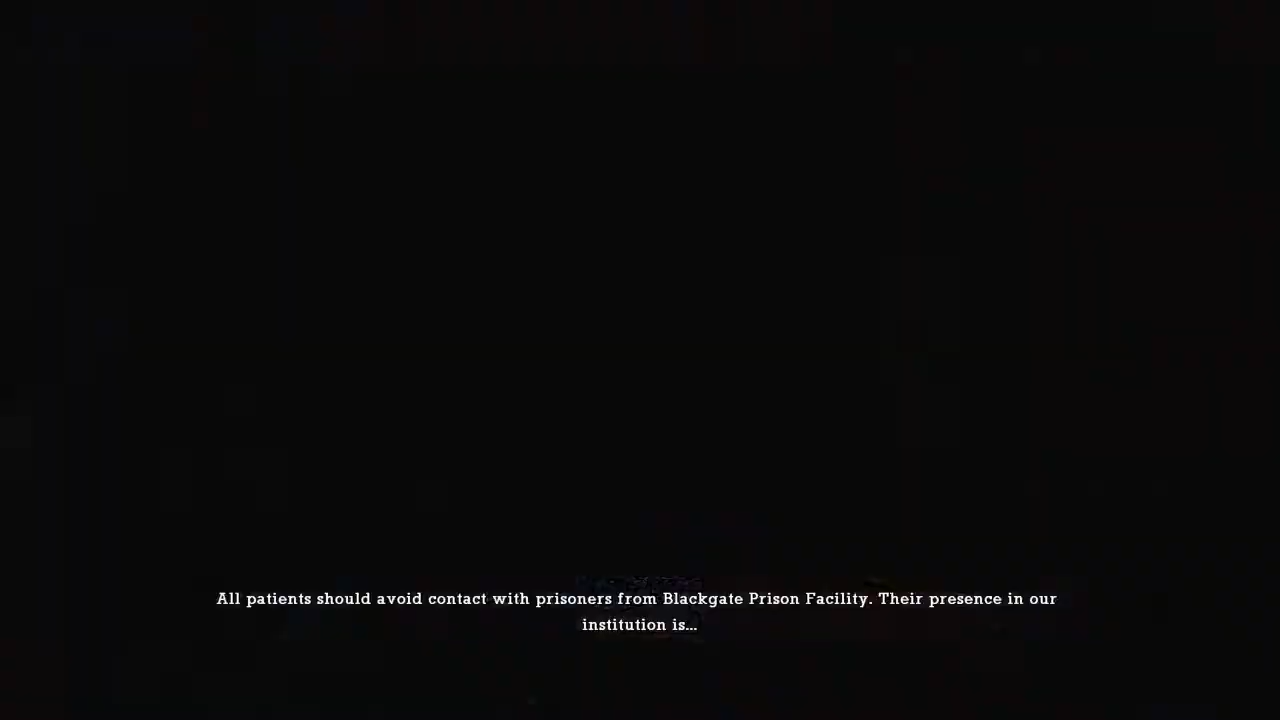 All patients should avoid contact with prisoners from Blackgate Prison Facility. Their presence in our
institution is...